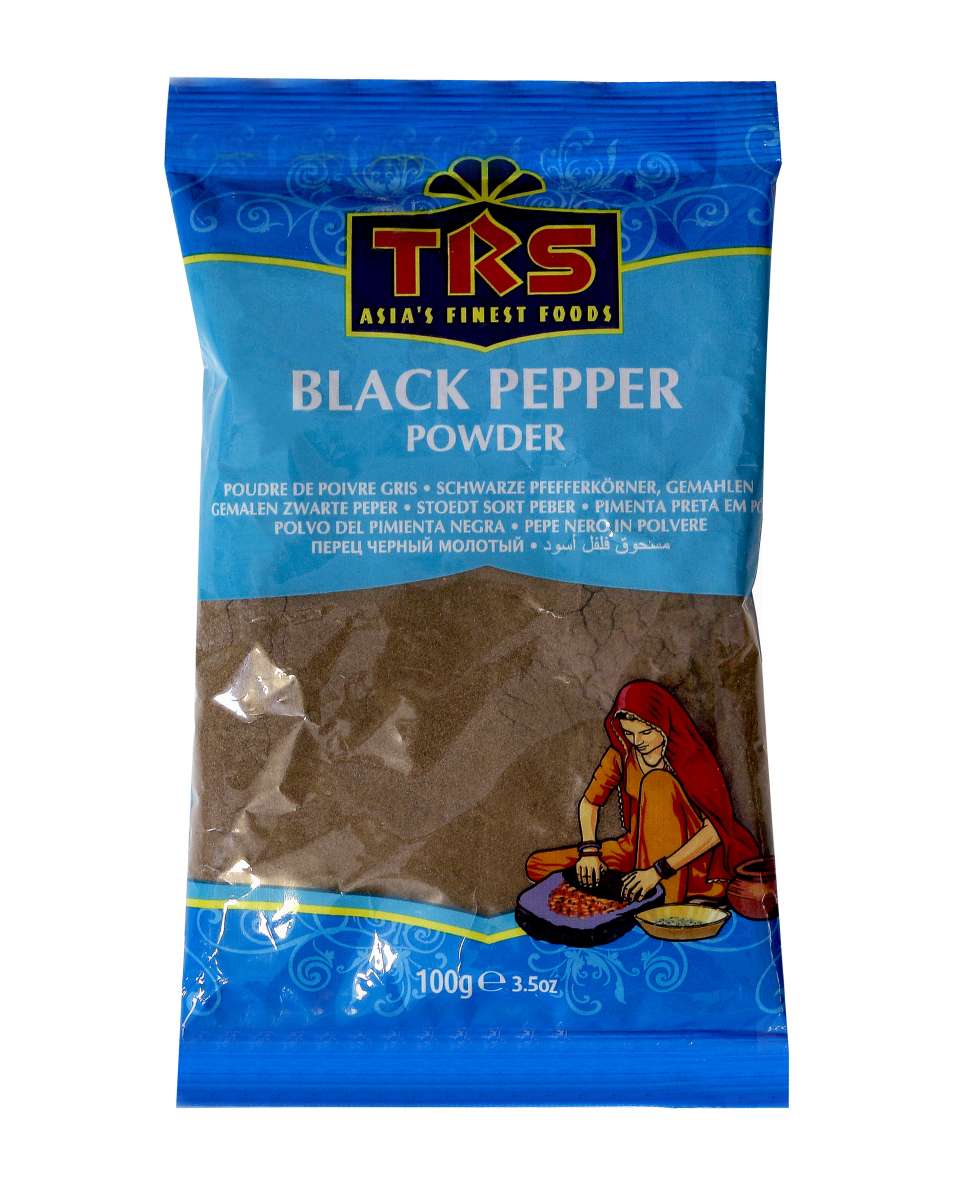 TRS
ASIA'S FINEST FOODS
BLACK PEPPER
POWDER
POUDRE DE POIVRE GRIS • SCHWARZE PFEFFERKÖRNER, GEMAHLEN
GEMALEN ZWARTE PEPER • STOEDT SORT PEBER • PIMENTA PRETA EM PÓ
POLVO DEL PIMIENTA NEGRA • PEPE NERO IN POLVERE
ПЕРЕЦ ЧЕРНЫЙ МОЛОТЫЙ • مسحوق فلفل أسود
100g ℮ 3.5oz